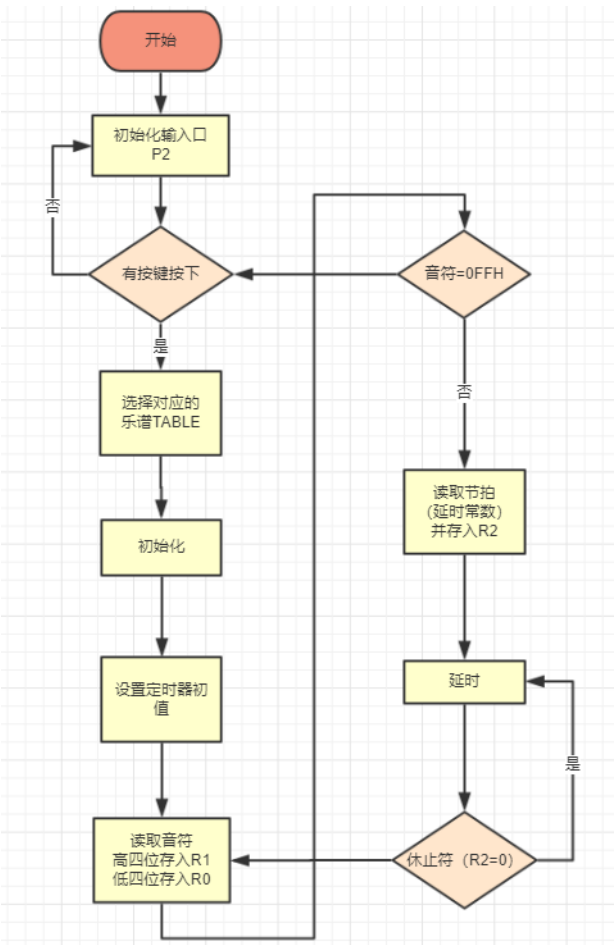 开始
初始化输入口
P2
否
有按键按下
是
选择对应的
乐谱TABLE
初始化
设置定时器初
值
读取音符
高四位存入R1
低四位存入R0
音符=0FFH
否
读取节拍
（延时常数）
并存入R2
延时
是
休止符（R2=0）